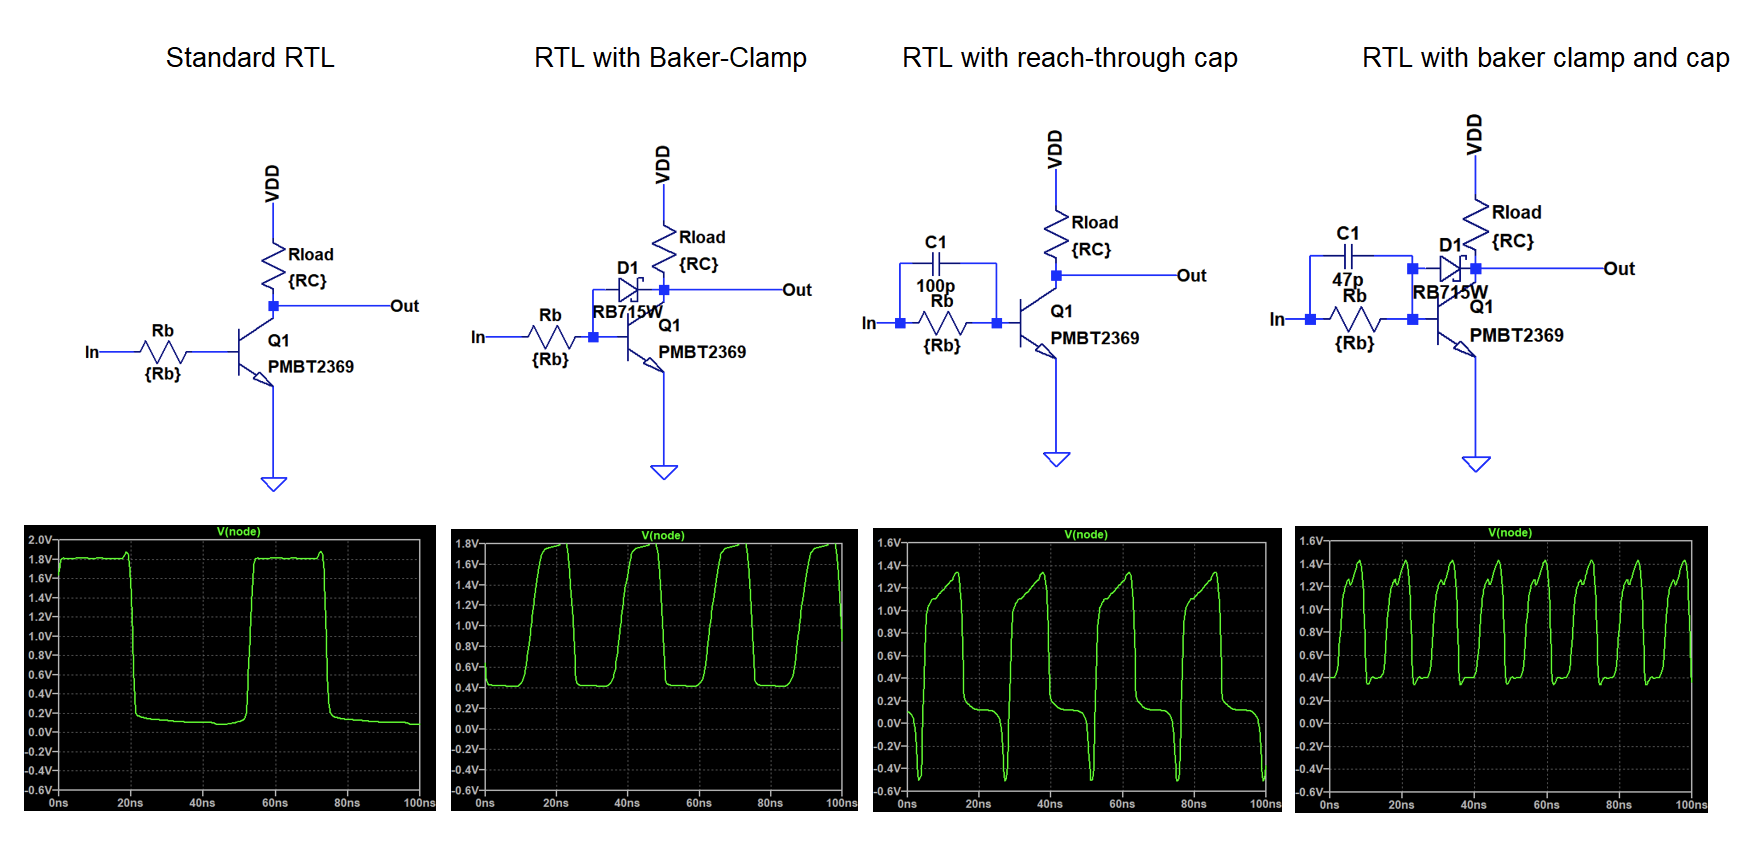 Standard RTL
RTL with Baker-Clamp
RTL with reach-through cap
RTL with baker clamp and cap
VDD
Rload
{RC}
Out
Rb
In
{Rb}
Q1
PMBT2369
VDD
Rload
{RC}
D1
Out
RB715W
Rb
In
{Rb}
Q1
PMBT2369
VDD
Rload
{RC}
C1
100p
Out
Rb
In
{Rb}
Q1
PMBT2369
VDD
Rload
{RC}
C1
47p
D1
Out
RB715W
Rb
In
{Rb}
Q1
PMBT2369
V(node)
2.0V
1.8V
1.6V
1.4V
1.2V
1.0V
0.8V
0.6V
0.4V
0.2V
0.0V
-0.2V
-0.4V
-0.6V
0ns 20ns 40ns 60ns 80ns 100ns
V(node)
1.8V
1.6V
1.4V
1.2V
1.0V
0.8V
0.6V
0.4V
0.2V
0.0V
-0.2V
-0.4V
-0.6V
0ns 20ns 40ns 60ns 80ns 100ns
V(node)
1.6V
1.4V
1.2V
1.0V
0.8V
0.6V
0.4V
0.2V
0.0V
-0.2V
-0.4V
-0.6V
0ns 20ns 40ns 60ns 80ns 100ns
V(node)
1.6V
1.4V
1.2V
1.0V
0.8V
0.6V
0.4V
0.2V
0.0V
-0.2V
-0.4V
-0.6V
0ns 20ns 40ns 60ns 80ns 100ns